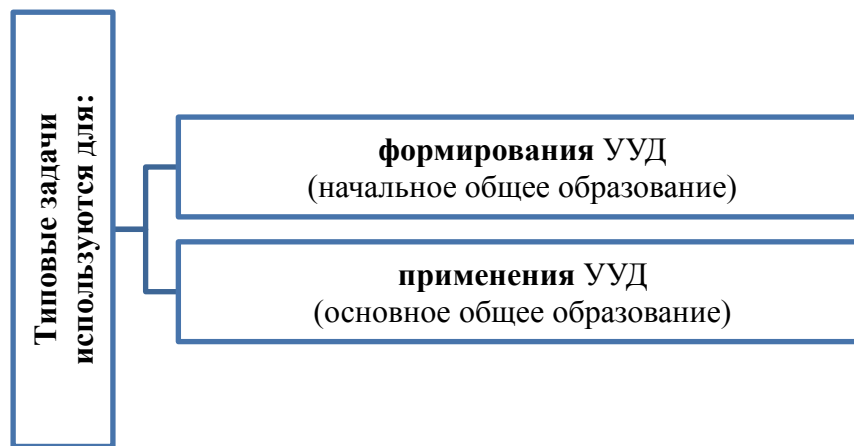 Типовые задачи
используются для:
формирования УУД
(начальное общее образование)
применения УУД
(основное общее образование)